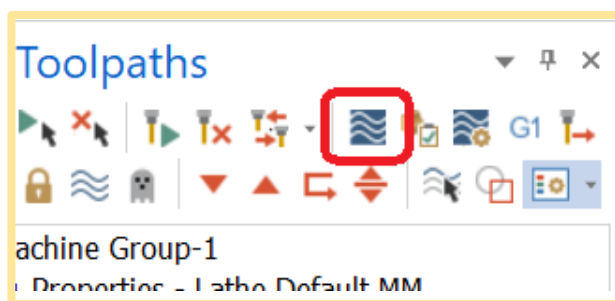 Toolpaths
G1
achine Group-1
Properties - Lathe Default MM